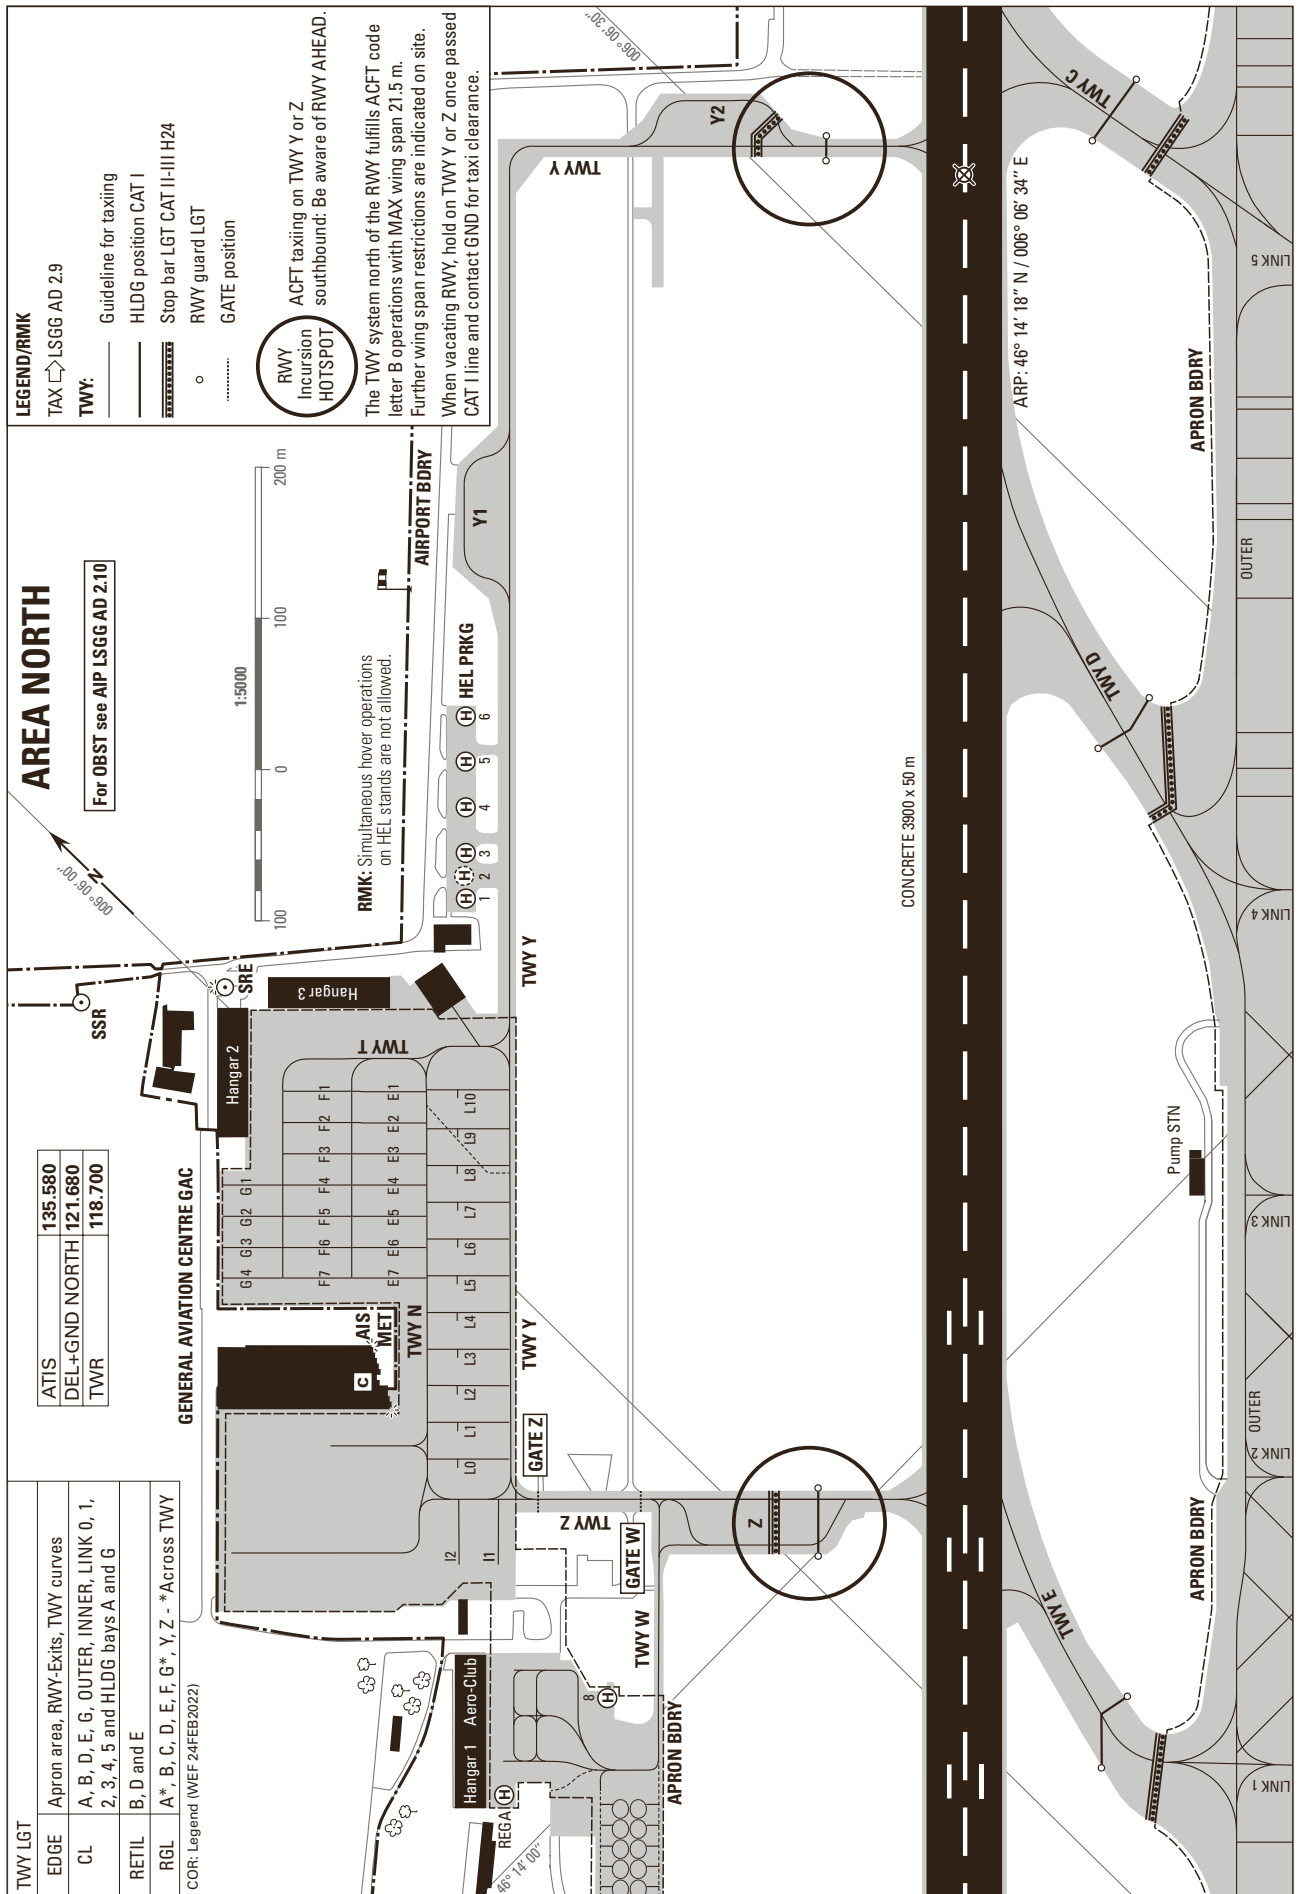 TWY LGT
EDGE Apron area, RWY-Exits, TWY curves
CL A, B, D, E, G, OUTER, INNER, LINK 0, 1,
2, 3, 4, 5 and HLDG bays A and G
RETIL B, D and E
RGL A*, B, C, D, E, F, G*, Y, Z - *Across TWY
COR: Legend (WEF 24FEB2022)
ATIS 135.580
DEL+GND NORTH 121.680
TWR 118.700
AREA NORTH
For OBST see AIP LSGG AD 2.10
1:5000
100 0 100 200 m
LEGEND/RMK
TAX ⇨ LSGG AD 2.9
TWY:
Guideline for taxiing
HLDG position CAT I
Stop bar LGT CAT II-III H24
RWY guard LGT
GATE position
RWY
Incursion
HOTSPOT
ACFT taxiing on TWY Y or Z
southbound: Be aware of RWY AHEAD.
The TWY system north of the RWY fulfills ACFT code
letter B operations with MAX wing span 21.5 m.
Further wing span restrictions are indicated on site.
When vacating RWY, hold on TWY Y or Z once passed
CAT I line and contact GND for taxi clearance.
N
006° 06' 00"
006° 06' 30"
46° 14' 00"
SSR
SRE
Hangar 2
Hangar 3
GENERAL AVIATION CENTRE GAC
G4 G3 G2 G1
F7 F6 F5 F4 F3 F2 F1
E7 E6 E5 E4 E3 E2 E1
TWY T
C
AIS
MET
TWY N
L0 L1 L2 L3 L4 L5 L6 L7 L8 L9 L10
I2
I1
RMK: Simultaneous hover operations
on HEL stands are not allowed.
H H H H H H HEL PRKG
1 2 3 4 5 6
AIRPORT BDRY
Y1
TWY Y
TWY Y
TWY Y
Y2
GATE Z
TWY Z
GATE W
Z
TWY W
Hangar 1 Aero-Club
REGA H
8 H
APRON BDRY
CONCRETE 3900 x 50 m
ARP: 46° 14' 18" N / 006° 06' 34" E
TWY E
TWY D
TWY C
Pump STN
APRON BDRY
APRON BDRY
OUTER
OUTER
LINK 1
LINK 2
LINK 3
LINK 4
LINK 5